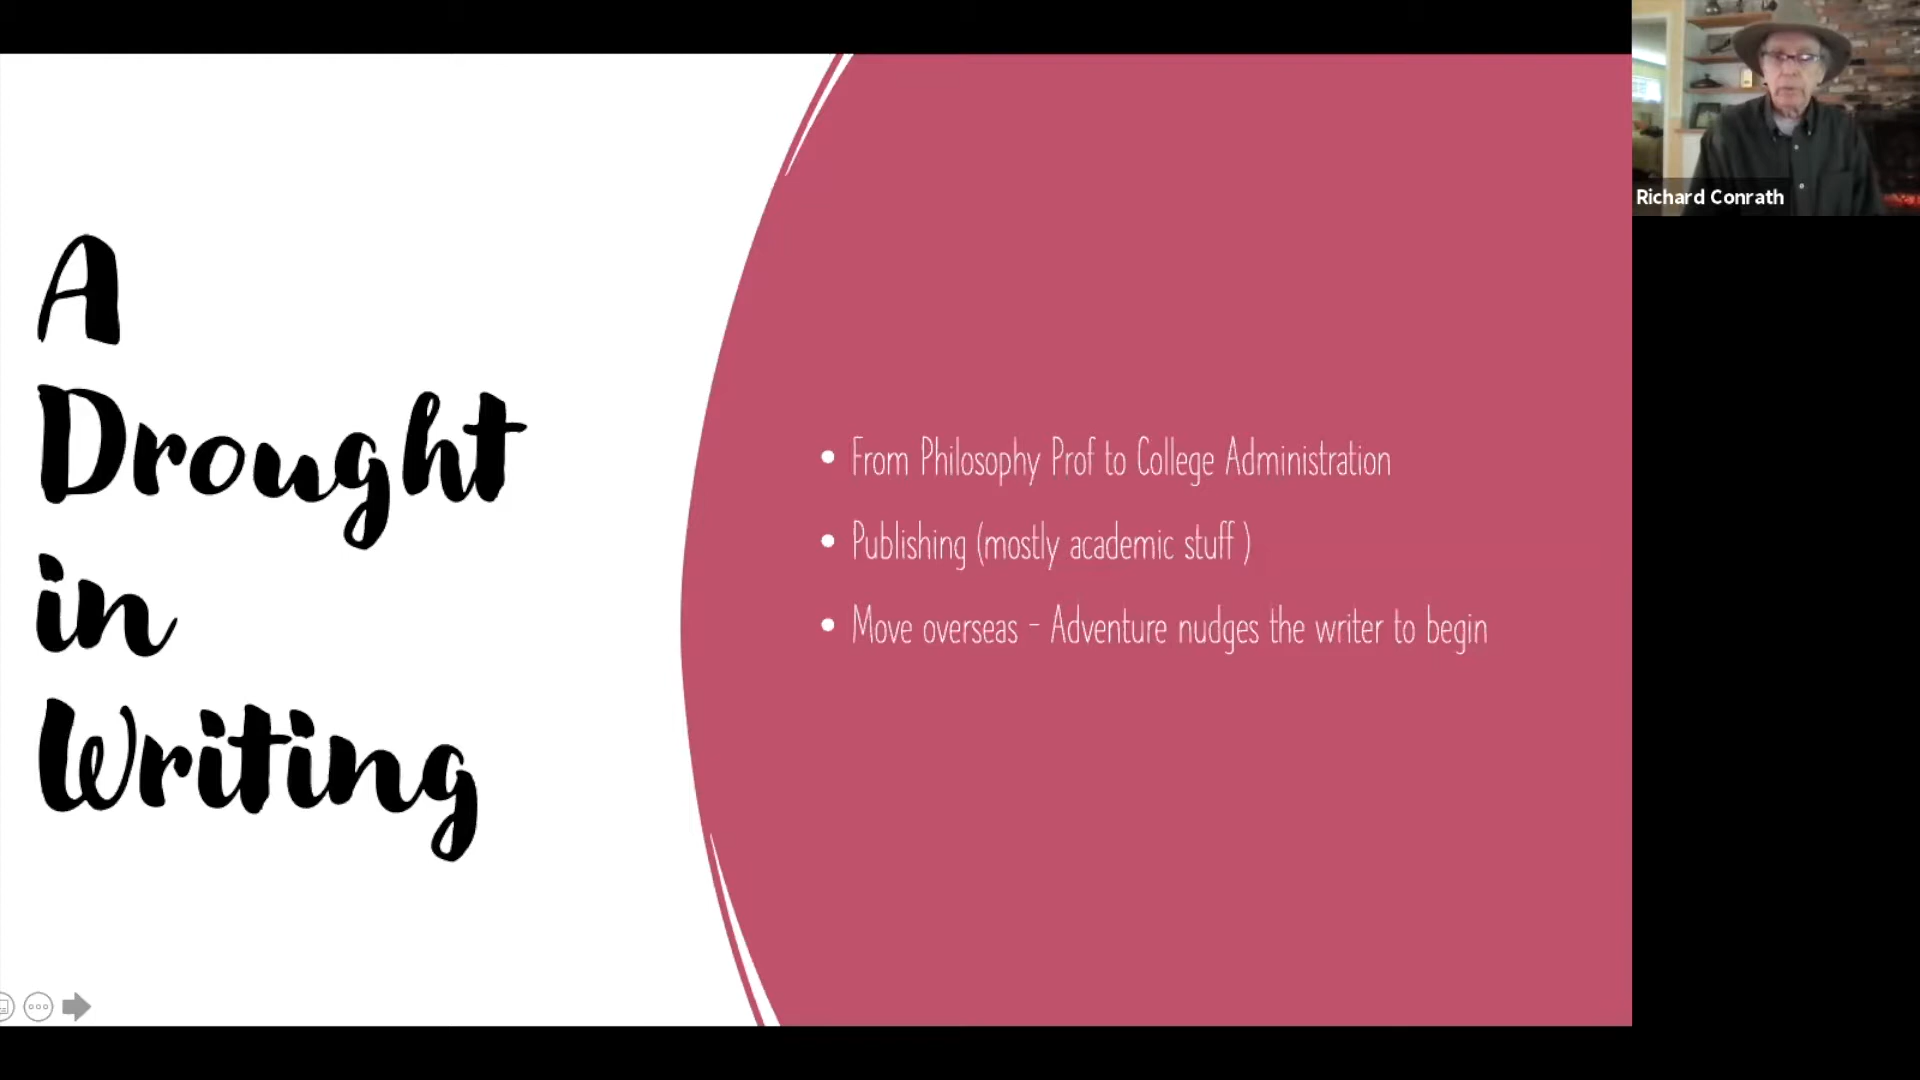 A
Drought
in
Writing
• From Philosophy Prof to College Administration
• Publishing (mostly academic stuff )
• Move overseas - Adventure nudges the writer to begin
Richard Conrath